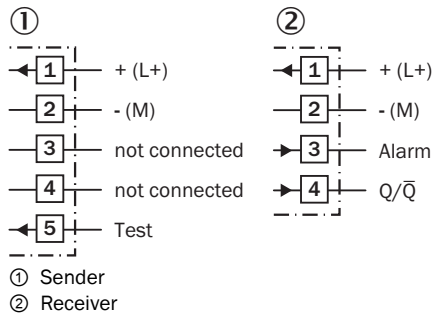 ①
1 + (L+)
2 - (M)
3 not connected
4 not connected
5 Test
②
1 + (L+)
2 - (M)
3 Alarm
4 Q/Q̅
① Sender
② Receiver